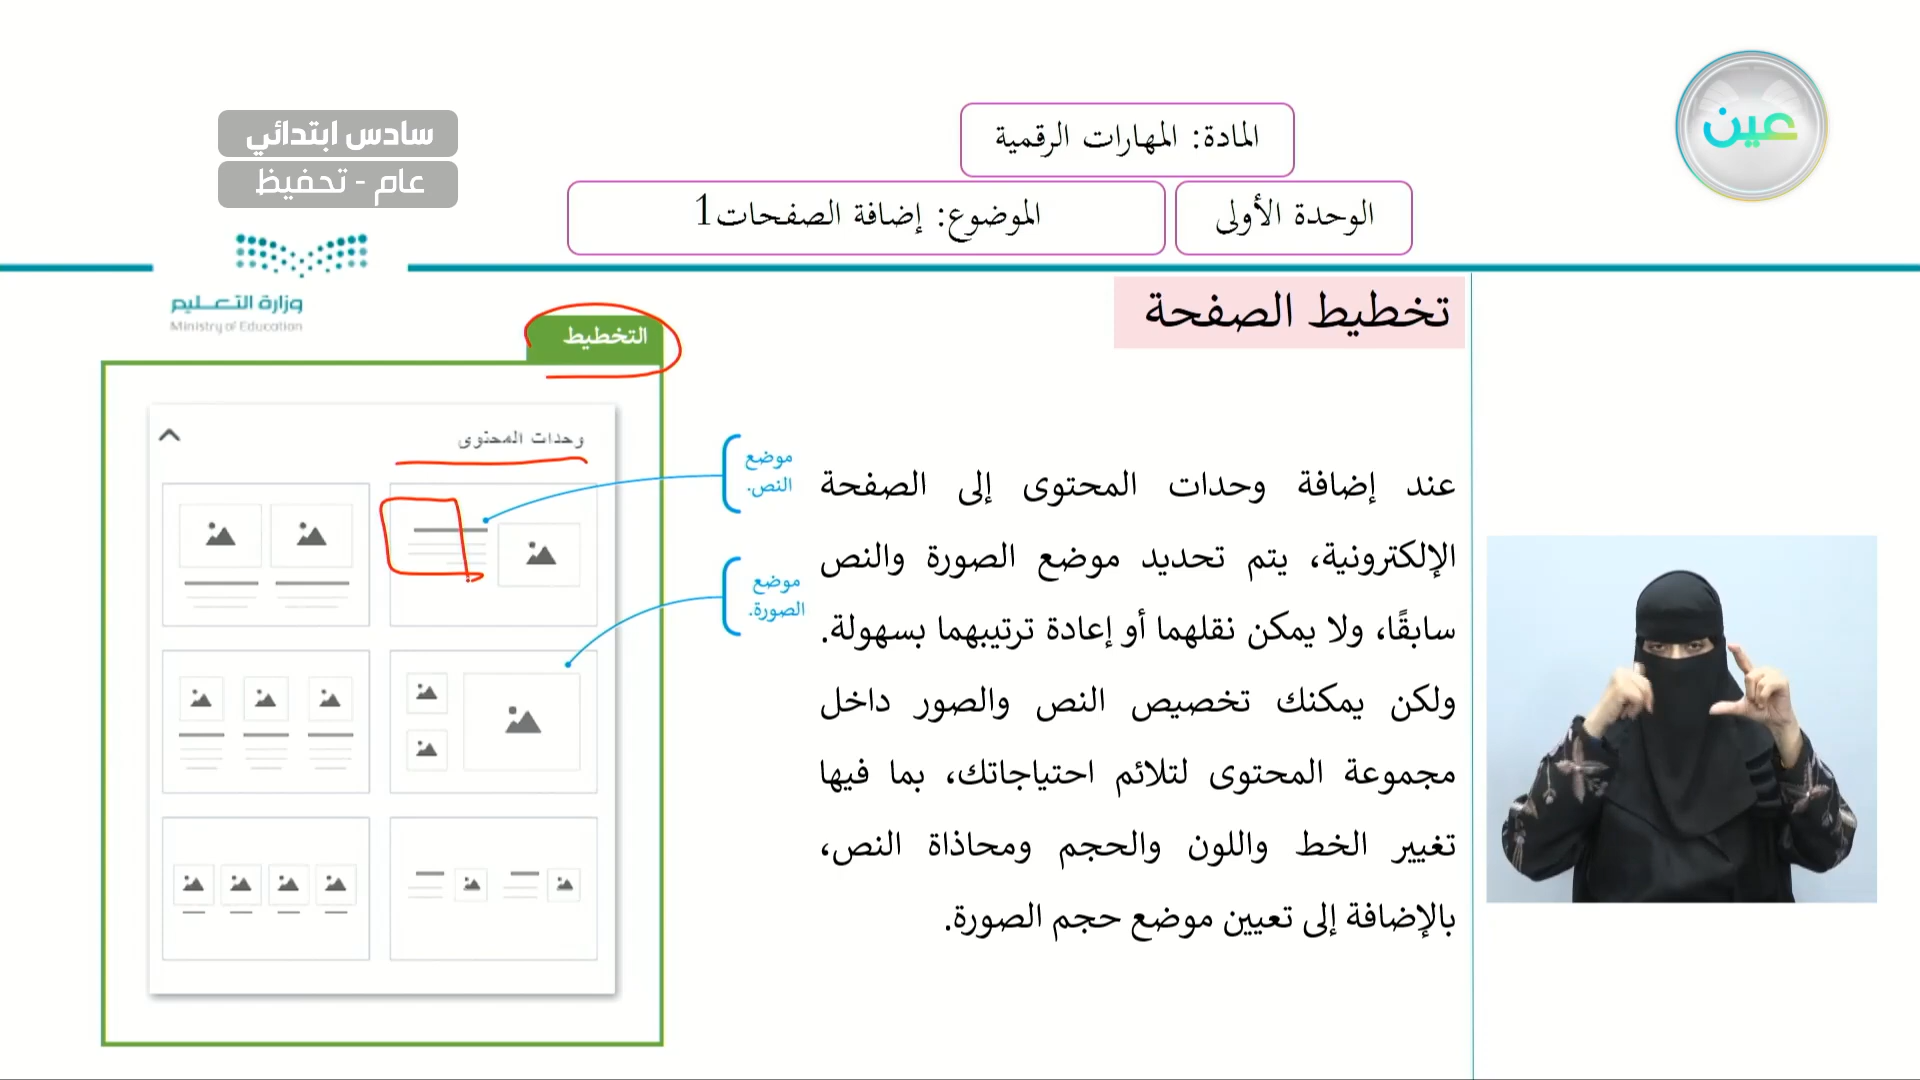 عين
المادة: المهارات الرقمية
الوحدة الأولى
الموضوع: إضافة الصفحات1
سادس ابتدائي
عام - تحفيظ
وزارة التعـــليم
Ministry of Education
تخطيط الصفحة
عند إضافة وحدات المحتوى إلى الصفحة
الإلكترونية، يتم تحديد موضع الصورة والنص
سابقًا، ولا يمكن نقلهما أو إعادة ترتيبهما بسهولة.
ولكن يمكنك تخصيص النص والصور داخل
مجموعة المحتوى لتلائم احتياجاتك، بما فيها
تغيير الخط واللون والحجم ومحاذاة النص،
بالإضافة إلى تعيين موضع حجم الصورة.
موضع
النص.
موضع
الصورة.
التخطيط
وحدات المحتوى